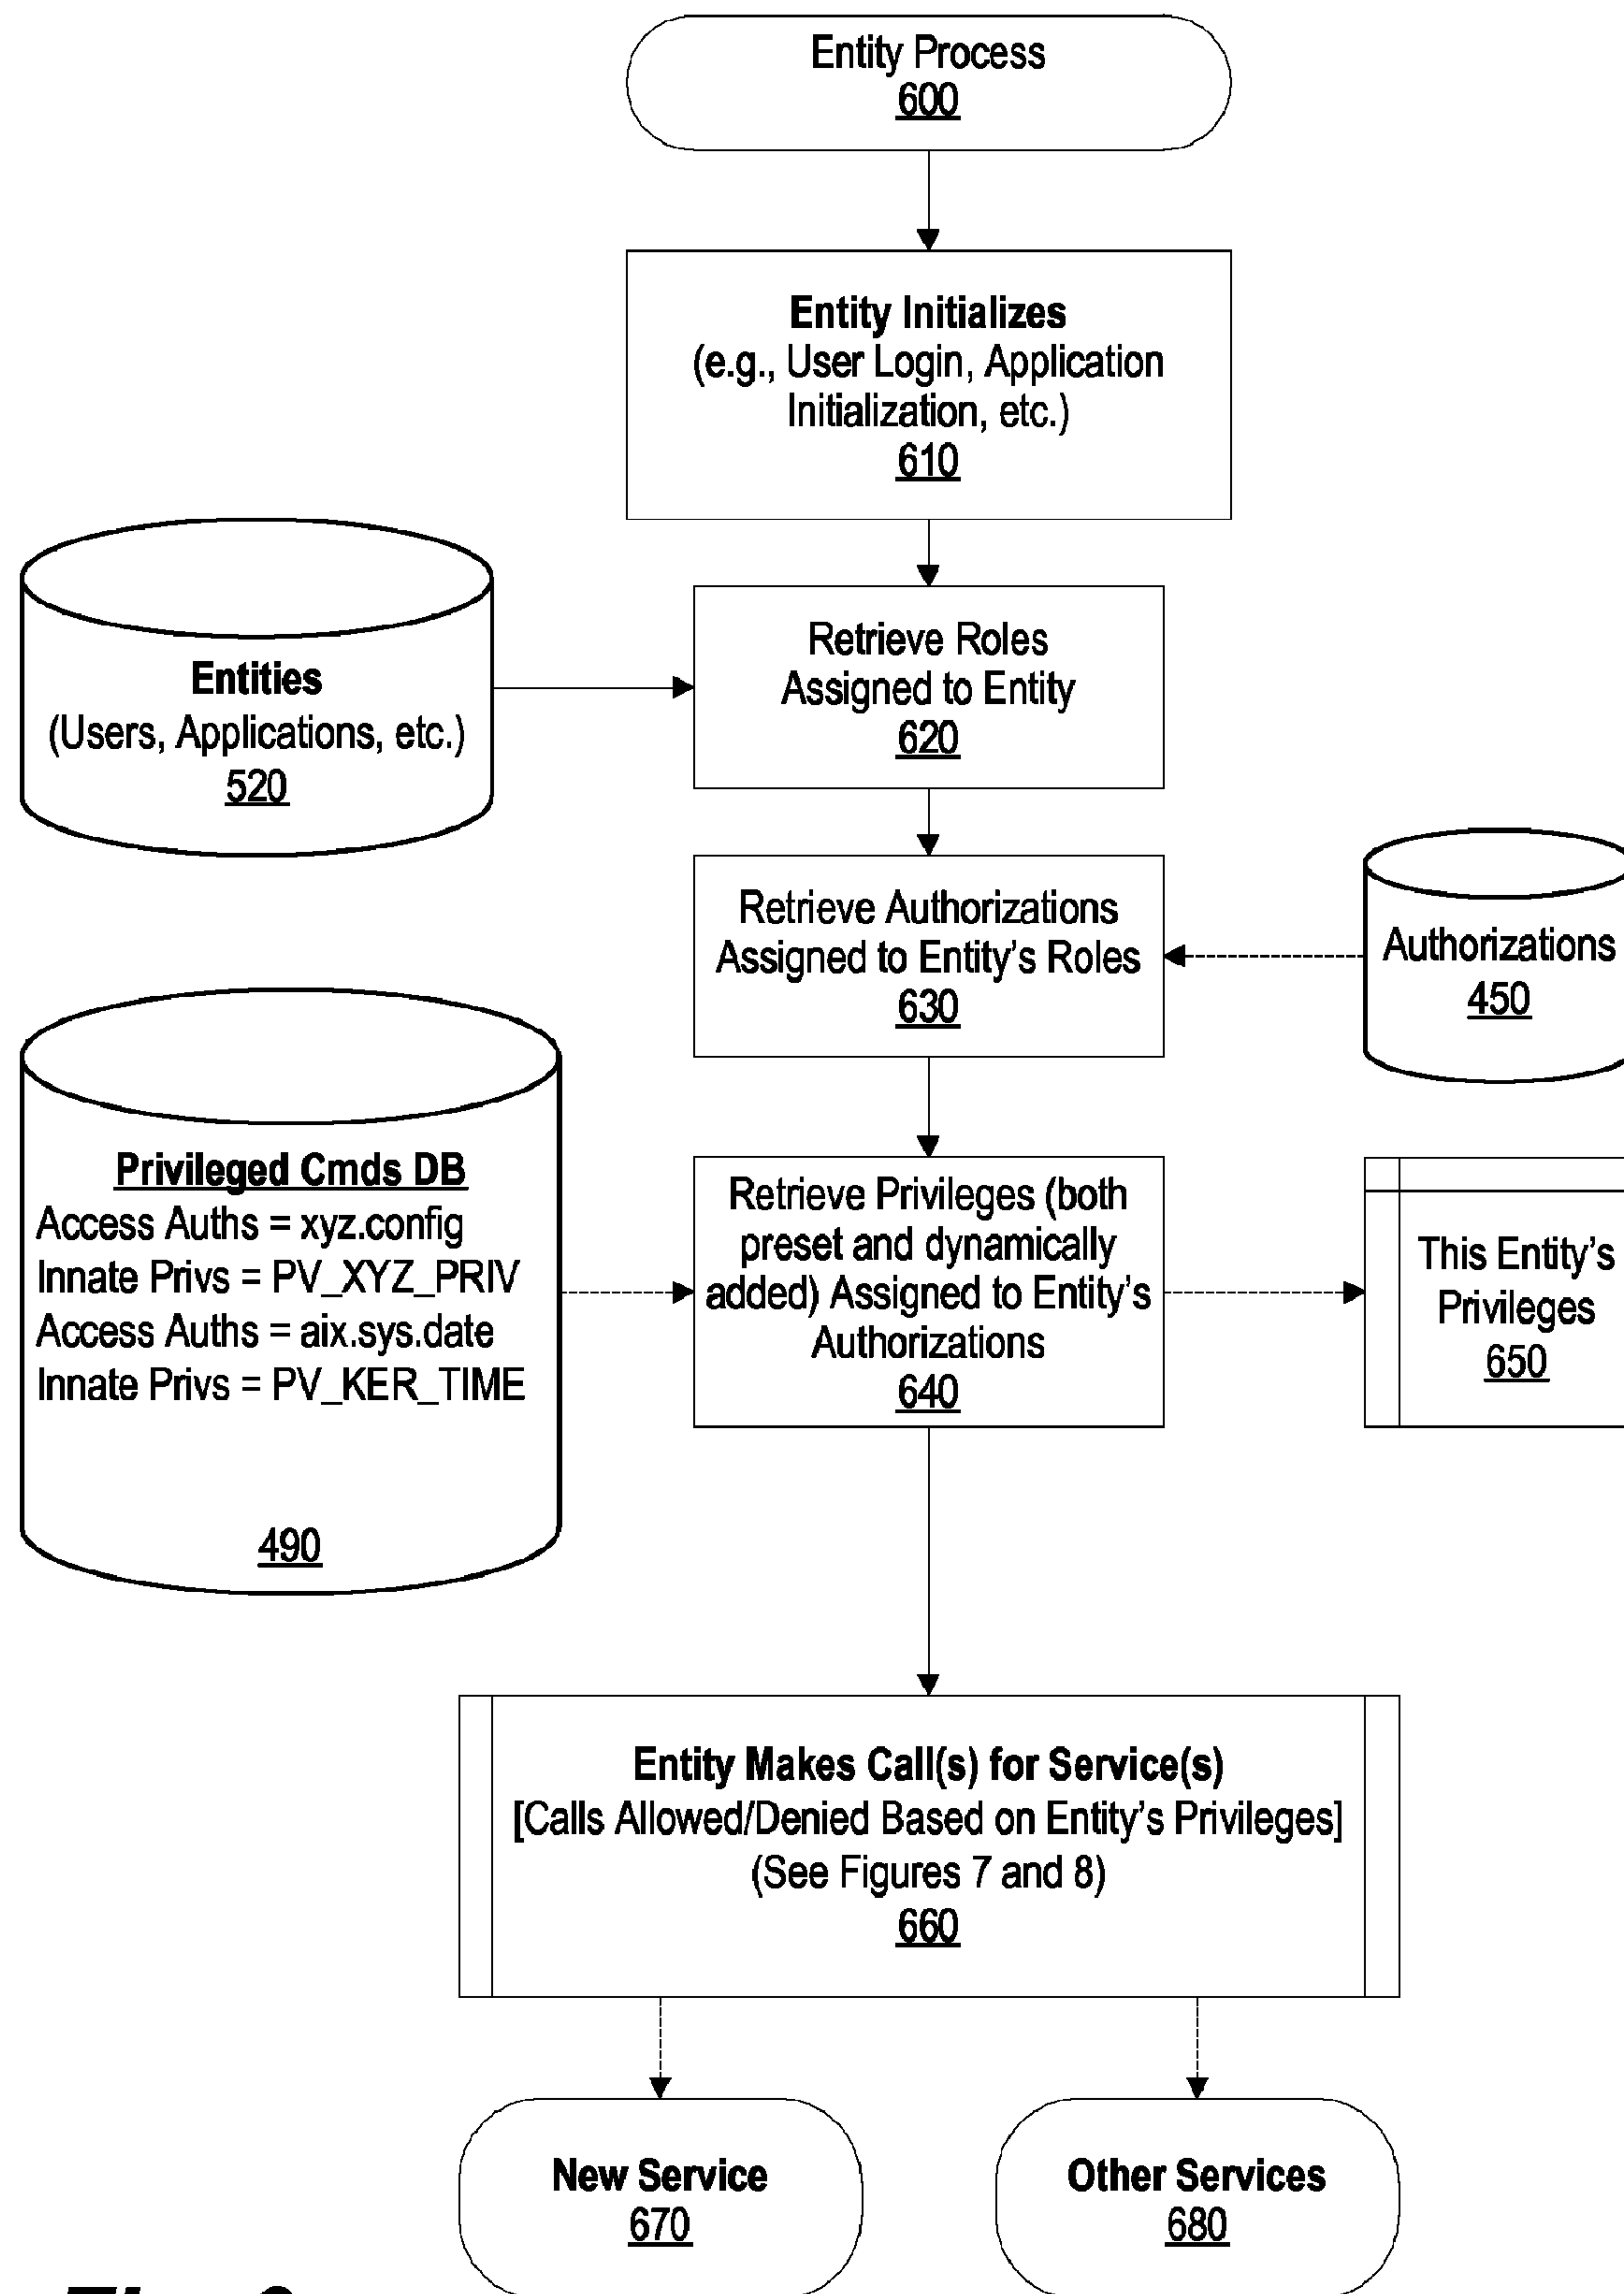 Entity Process
600
Entity Initializes
(e.g., User Login, Application
Initialization, etc.)
610
Entities
(Users, Applications, etc.)
520
Retrieve Roles
Assigned to Entity
620
Retrieve Authorizations
Assigned to Entity's Roles
630
Authorizations
450
Privileged Cmds DB
Access Auths = xyz.config
Innate Privs = PV_XYZ_PRIV
Access Auths = aix.sys.date
Innate Privs = PV_KER_TIME
490
Retrieve Privileges (both
preset and dynamically
added) Assigned to Entity's
Authorizations
640
This Entity's
Privileges
650
Entity Makes Call(s) for Service(s)
[Calls Allowed/Denied Based on Entity's Privileges]
(See Figures 7 and 8)
660
New Service
670
Other Services
680